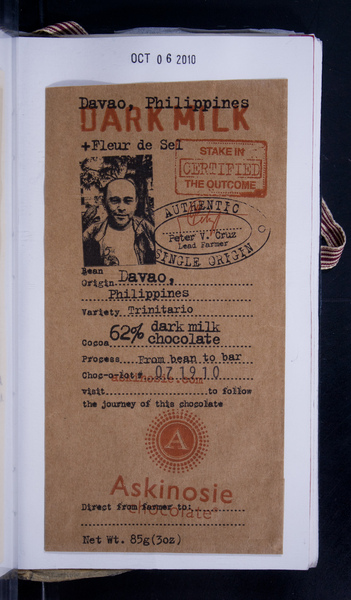 OCT 06 2010
Davao, Philippines
DARK MILK
+Fleur de Sel
STAKE IN
CERTIFIED
THE OUTCOME
AUTHENTIC
Peter V. Cruz
Lead Farmer
SINGLE ORIGIN
Bean
Origin Davao,
Philippines
Variety Trinitario
62% dark milk
Cocoa chocolate
Process From bean to bar
Choc-o-lot# 071910
askinosie.com
visit to follow
the journey of this chocolate
A
Askinosie
Direct from farmer to:
chocolate®
Net Wt. 85g(3oz)